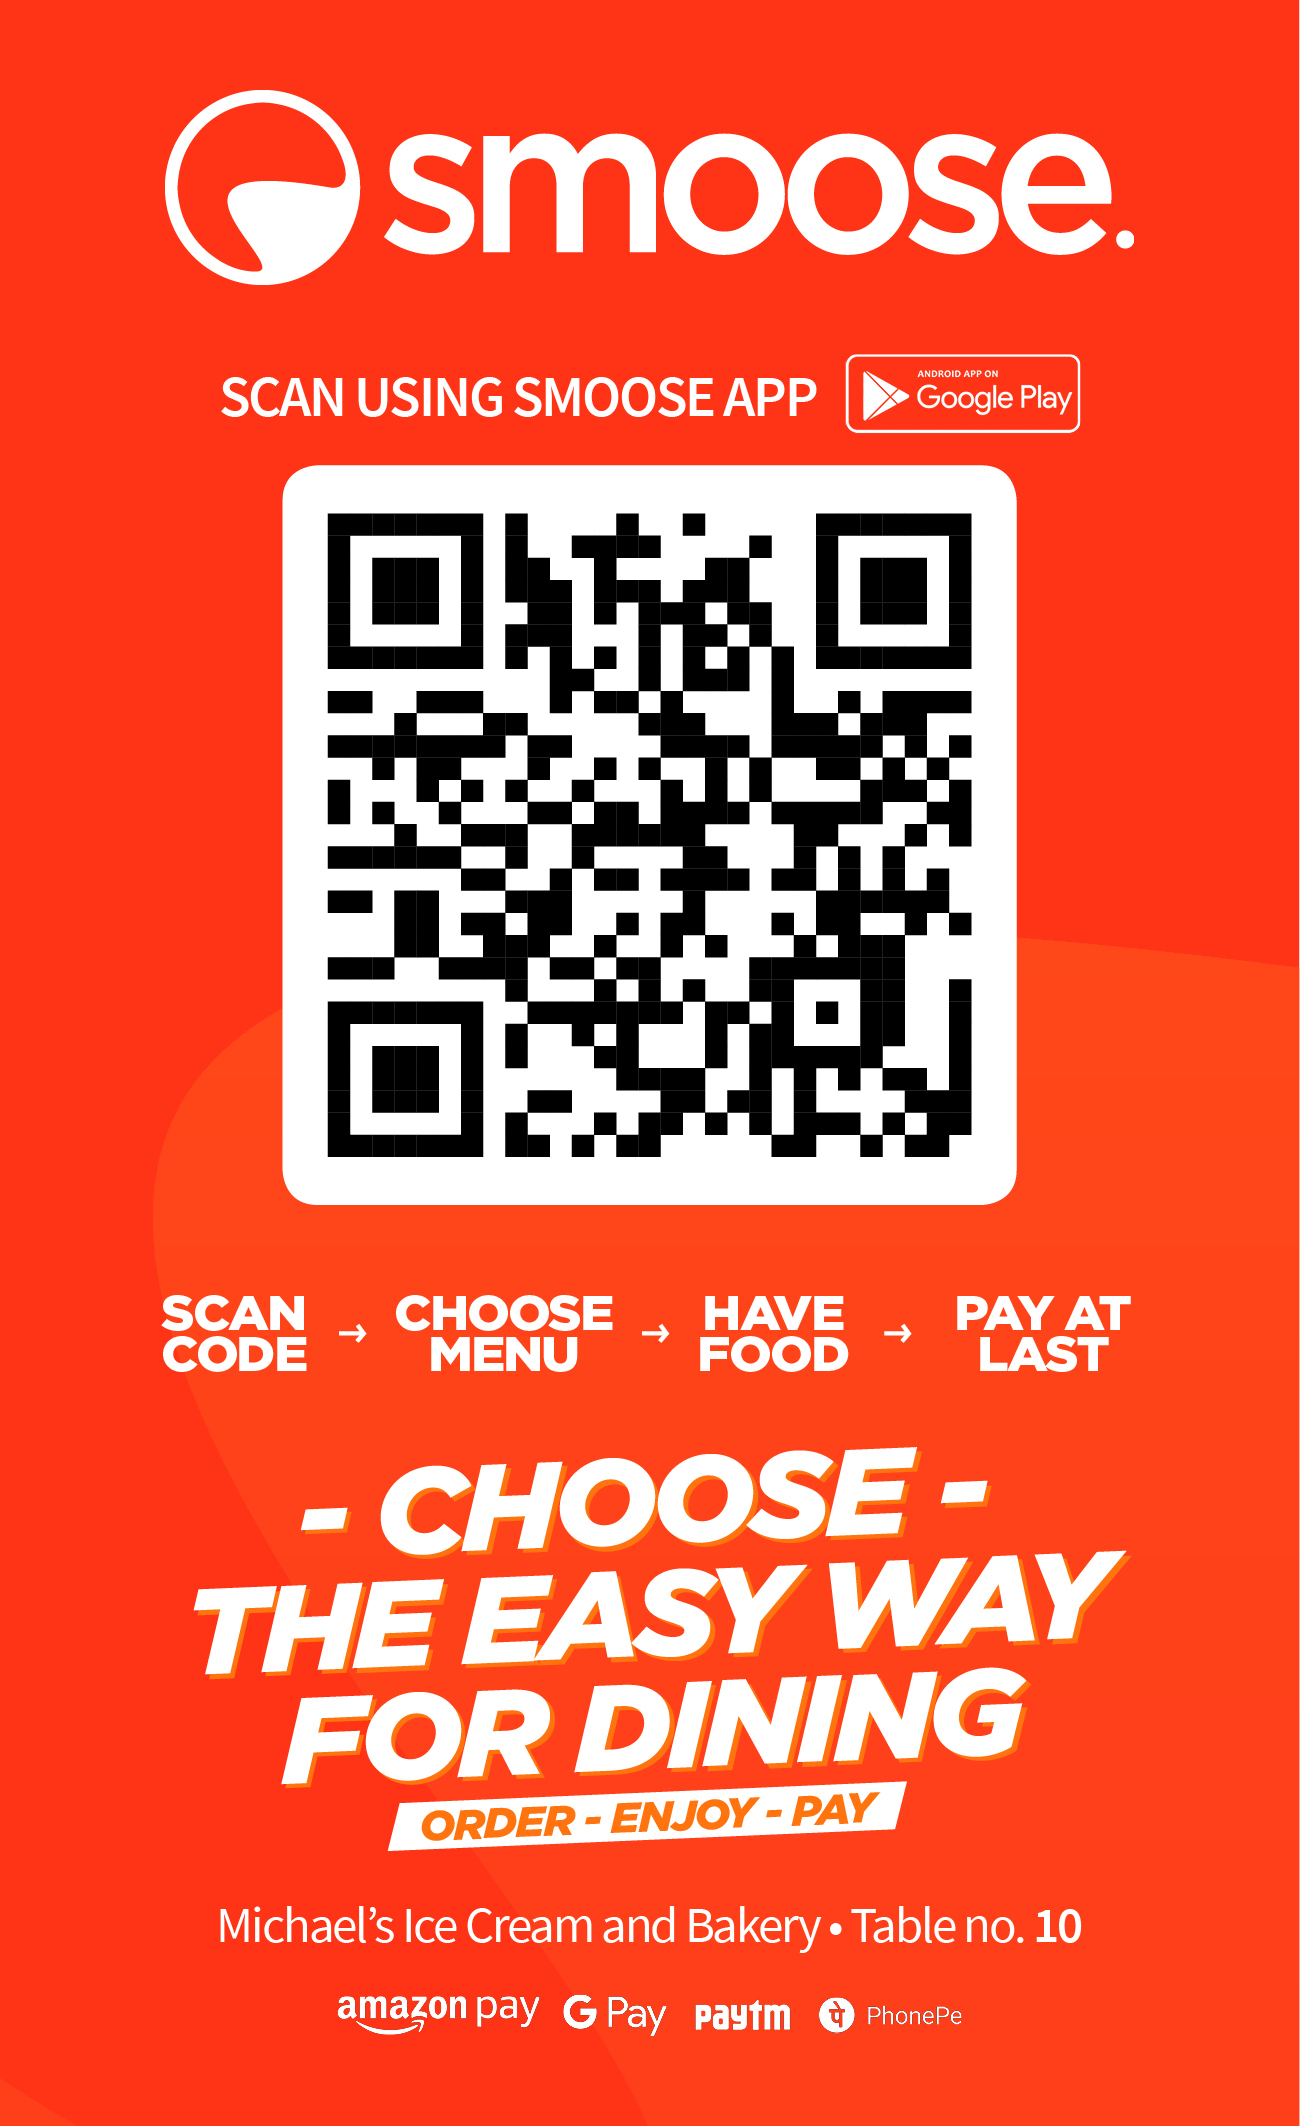 smoose.
SCAN USING SMOOSE APP
ANDROID APP ON
Google Play
SCAN CODE → CHOOSE MENU → HAVE FOOD → PAY AT LAST
- CHOOSE -
THE EASY WAY
FOR DINING
ORDER - ENJOY - PAY
Michael’s Ice Cream and Bakery • Table no. 10
amazon pay G Pay paytm पे PhonePe